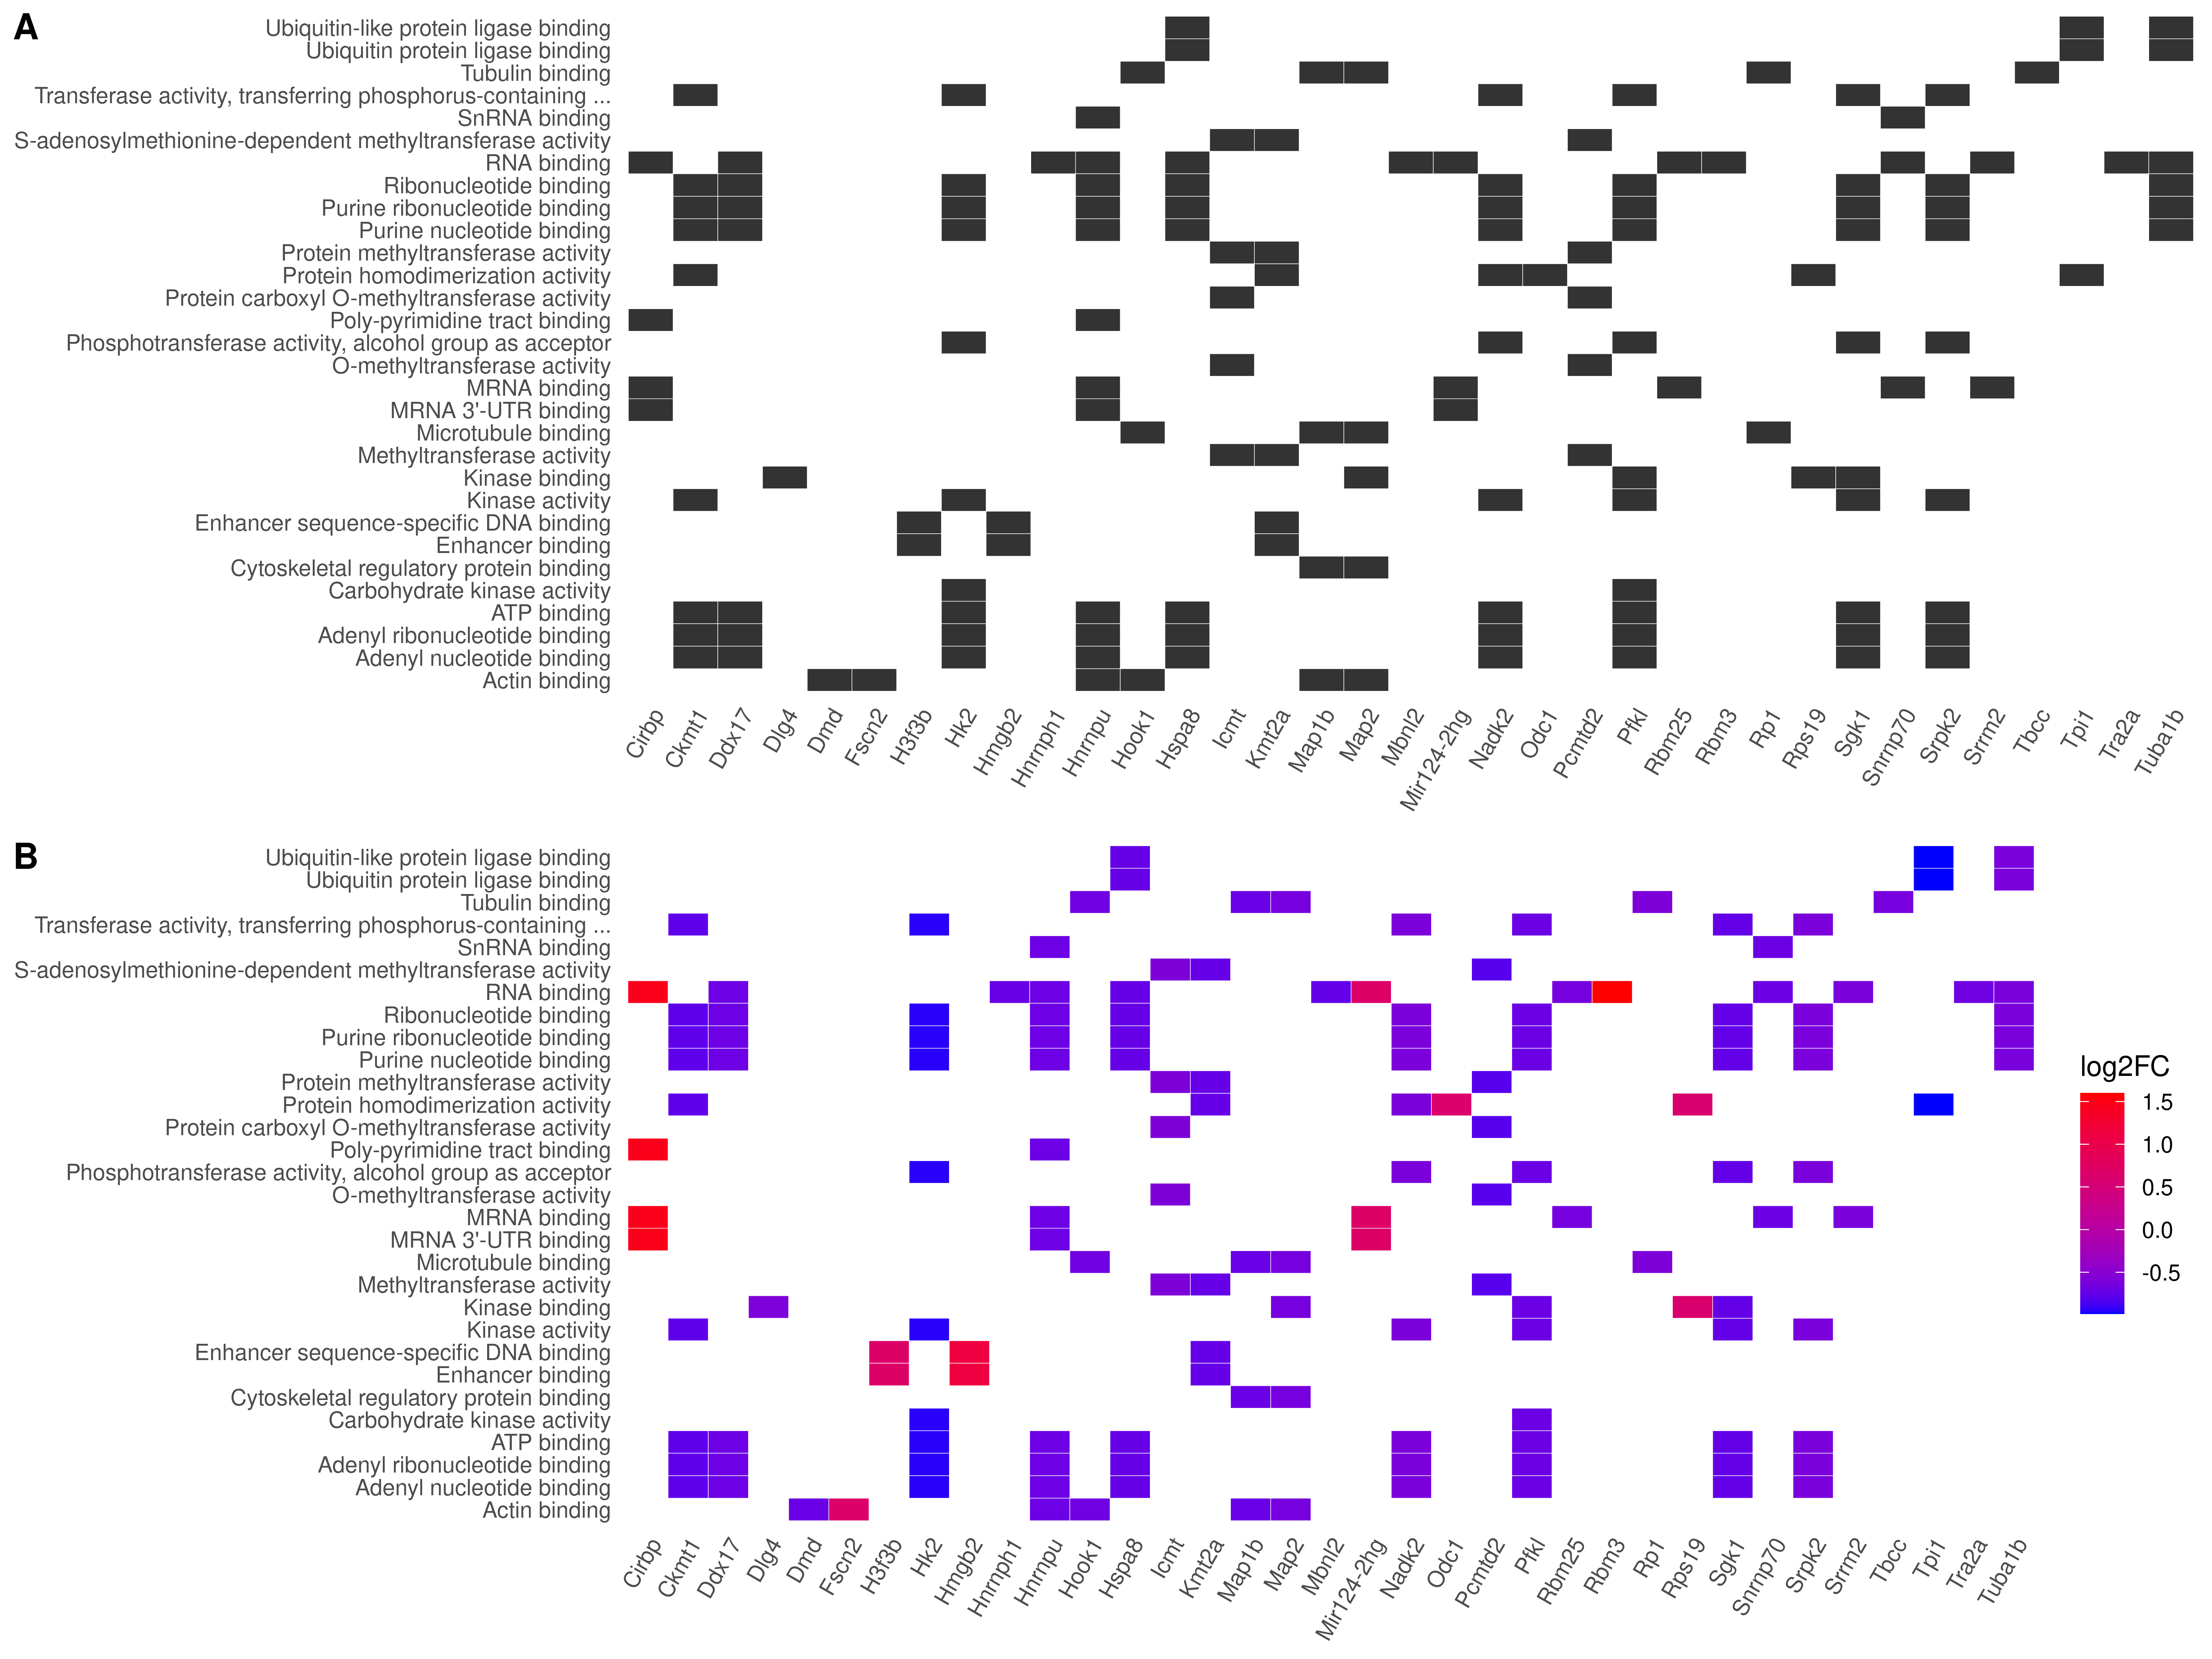 A
Ubiquitin-like protein ligase binding
Ubiquitin protein ligase binding
Tubulin binding
Transferase activity, transferring phosphorus-containing ...
SnRNA binding
S-adenosylmethionine-dependent methyltransferase activity
RNA binding
Ribonucleotide binding
Purine ribonucleotide binding
Purine nucleotide binding
Protein methyltransferase activity
Protein homodimerization activity
Protein carboxyl O-methyltransferase activity
Poly-pyrimidine tract binding
Phosphotransferase activity, alcohol group as acceptor
O-methyltransferase activity
MRNA binding
MRNA 3'-UTR binding
Microtubule binding
Methyltransferase activity
Kinase binding
Kinase activity
Enhancer sequence-specific DNA binding
Enhancer binding
Cytoskeletal regulatory protein binding
Carbohydrate kinase activity
ATP binding
Adenyl ribonucleotide binding
Adenyl nucleotide binding
Actin binding
Cirbp
Ckmt1
Ddx17
Dlg4
Dmd
Fscn2
H3f3b
Hk2
Hmgb2
Hnrnph1
Hnrnpu
Hook1
Hspa8
Icmt
Kmt2a
Map1b
Map2
Mbnl2
Mir124-2hg
Nadk2
Odc1
Pcmtd2
Pfkl
Rbm25
Rbm3
Rp1
Rps19
Sgk1
Snrnp70
Srpk2
Srrm2
Tbcc
Tpi1
Tra2a
Tuba1b
B
Ubiquitin-like protein ligase binding
Ubiquitin protein ligase binding
Tubulin binding
Transferase activity, transferring phosphorus-containing ...
SnRNA binding
S-adenosylmethionine-dependent methyltransferase activity
RNA binding
Ribonucleotide binding
Purine ribonucleotide binding
Purine nucleotide binding
Protein methyltransferase activity
Protein homodimerization activity
Protein carboxyl O-methyltransferase activity
Poly-pyrimidine tract binding
Phosphotransferase activity, alcohol group as acceptor
O-methyltransferase activity
MRNA binding
MRNA 3'-UTR binding
Microtubule binding
Methyltransferase activity
Kinase binding
Kinase activity
Enhancer sequence-specific DNA binding
Enhancer binding
Cytoskeletal regulatory protein binding
Carbohydrate kinase activity
ATP binding
Adenyl ribonucleotide binding
Adenyl nucleotide binding
Actin binding
Cirbp
Ckmt1
Ddx17
Dlg4
Dmd
Fscn2
H3f3b
Hk2
Hmgb2
Hnrnph1
Hnrnpu
Hook1
Hspa8
Icmt
Kmt2a
Map1b
Map2
Mbnl2
Mir124-2hg
Nadk2
Odc1
Pcmtd2
Pfkl
Rbm25
Rbm3
Rp1
Rps19
Sgk1
Snrnp70
Srpk2
Srrm2
Tbcc
Tpi1
Tra2a
Tuba1b
log2FC
1.5
1.0
0.5
0.0
-0.5